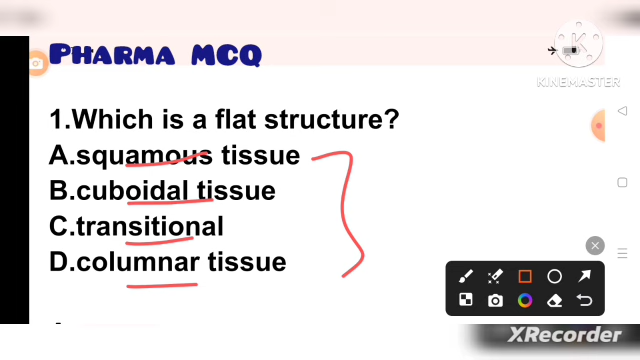 PHARMA MCQ
KINEMASTER
1.Which is a flat structure?
A.squamous tissue
B.cuboidal tissue
C.transitional
D.columnar tissue
XRecorder